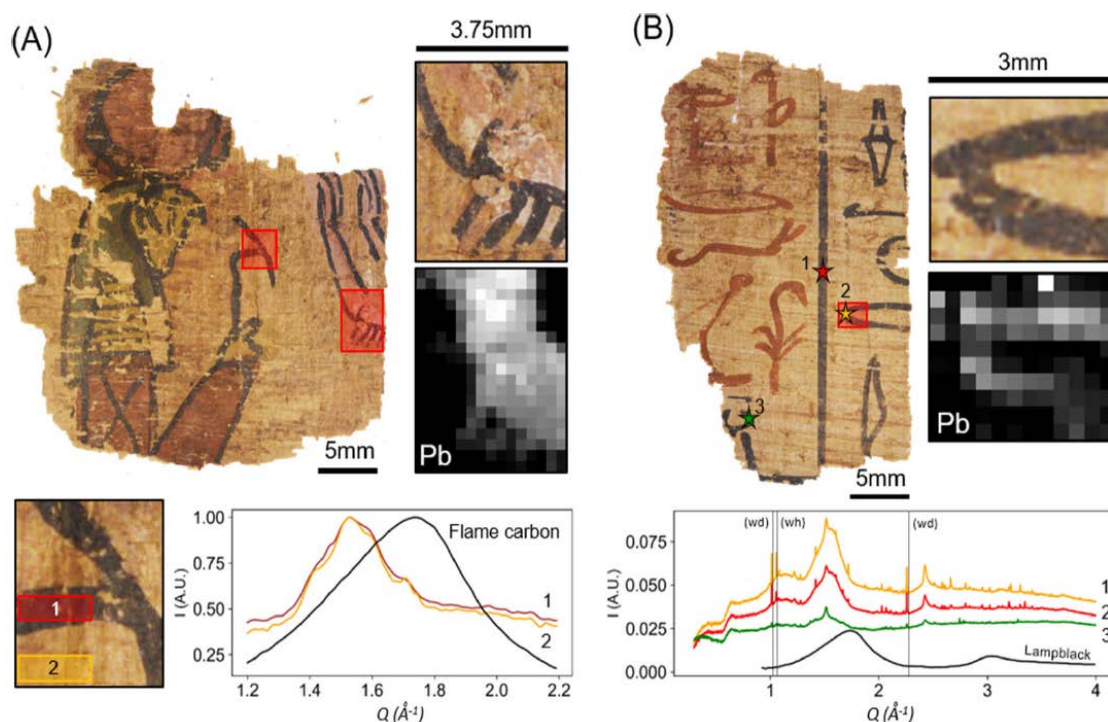 (A)
3.75mm
Pb
5mm
1
2
I (A.U.)
1.00
0.75
0.50
0.25
Flame carbon
1
2
1.2 1.4 1.6 1.8 2.0 2.2
Q (Å⁻¹)
(B)
3mm
1
2
3
Pb
5mm
I (A.U.)
0.075
0.050
0.025
0.000
(wd) (wh) (wd)
1
2
3
Lampblack
1 2 3 4
Q (Å⁻¹)